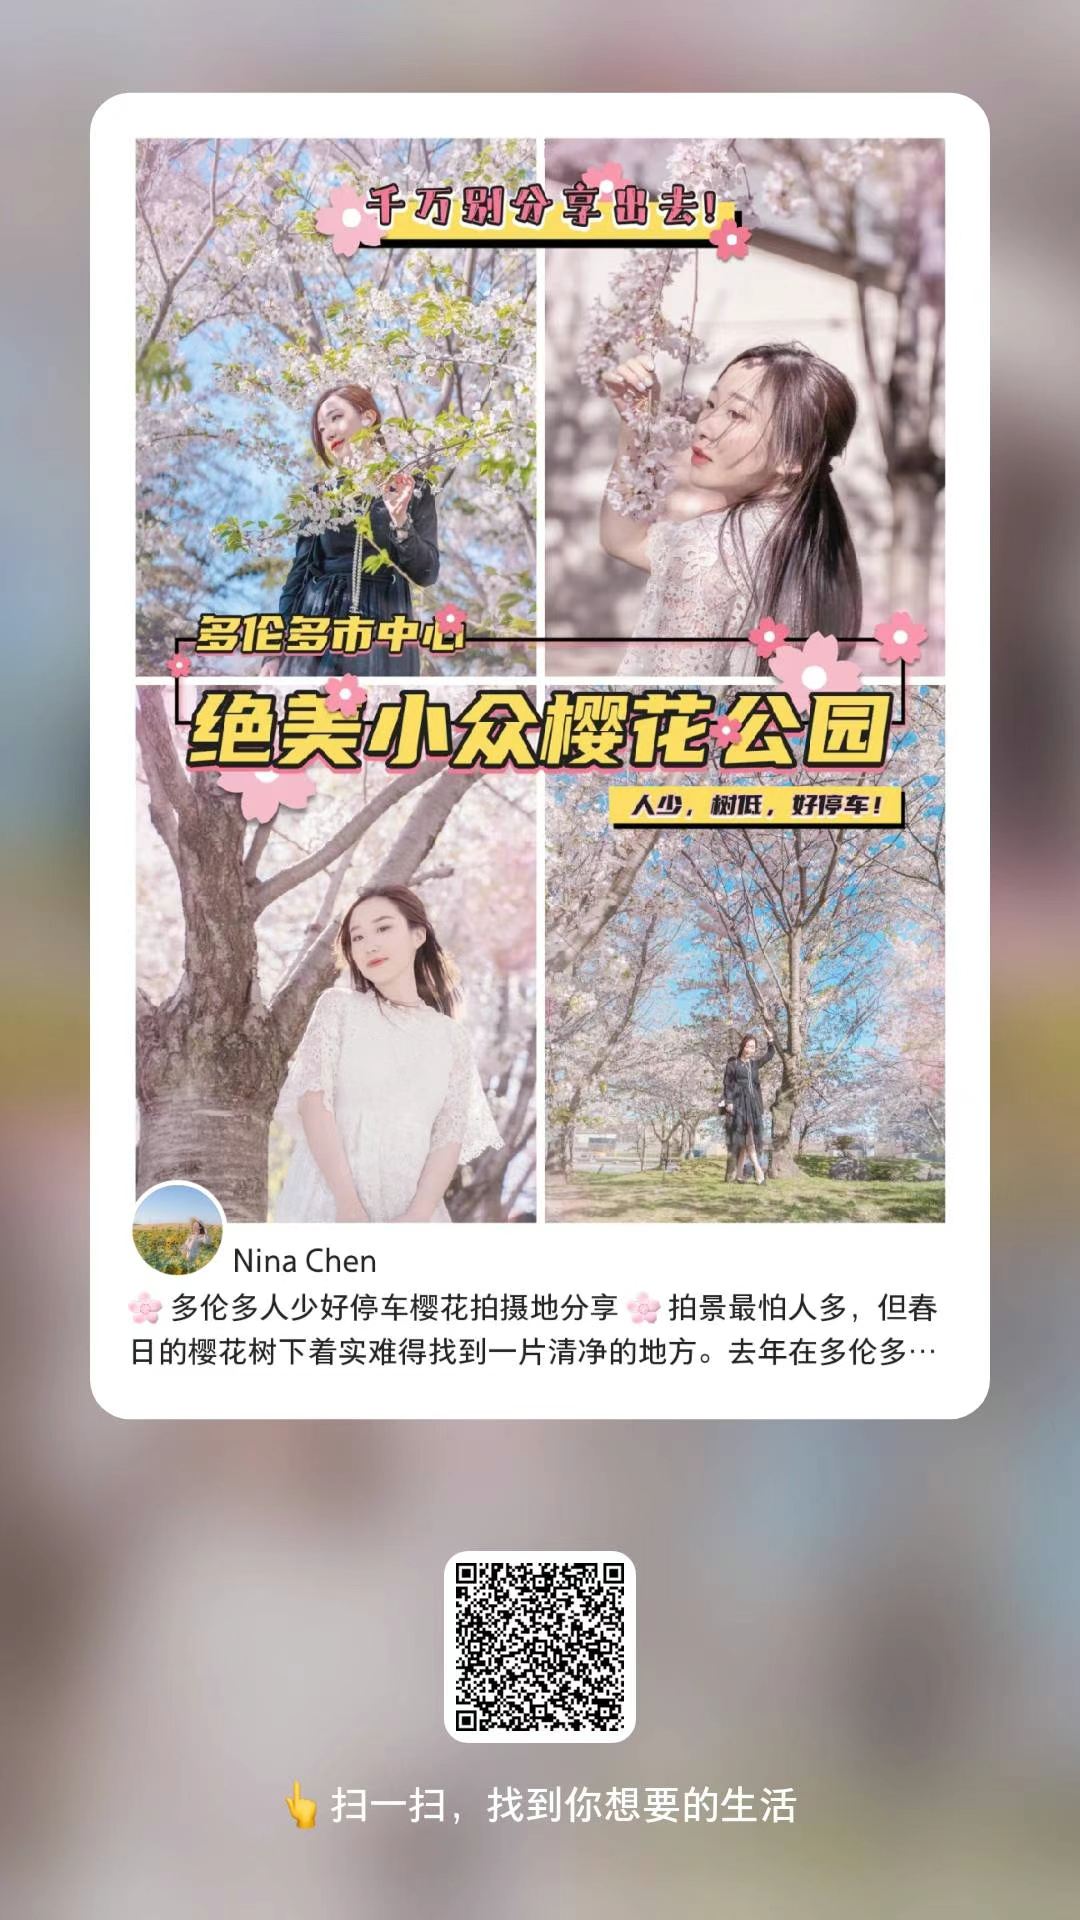 千万别分享出去!
多伦多市中心
绝美小众樱花公园
人少，树低，好停车!
Nina Chen
🌸 多伦多人少好停车樱花拍摄地分享 🌸 拍景最怕人多，但春
日的樱花树下着实难得找到一片清净的地方。去年在多伦多…
👆 扫一扫，找到你想要的生活